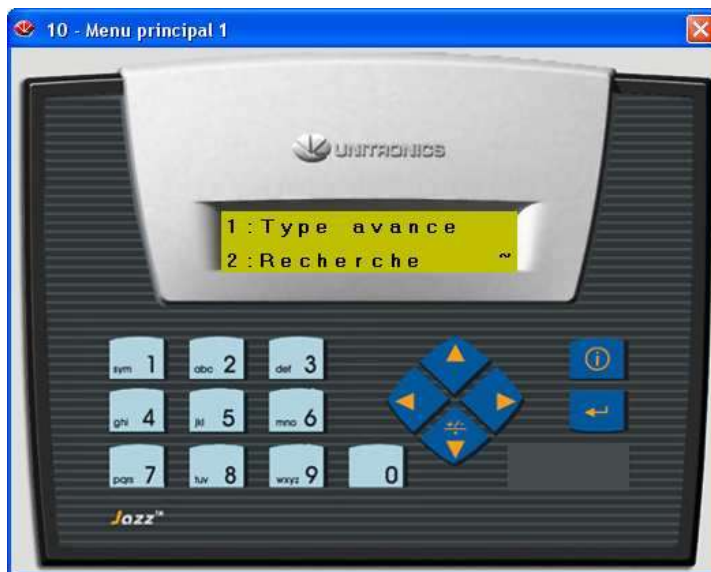 10 - Menu principal 1
UNITRONICS
1:Type avance
2:Recherche ~
sym 1 abc 2 def 3
ghi 4 jkl 5 mno 6
pqrs 7 tuv 8 wxyz 9 0
+/-
Jazz™